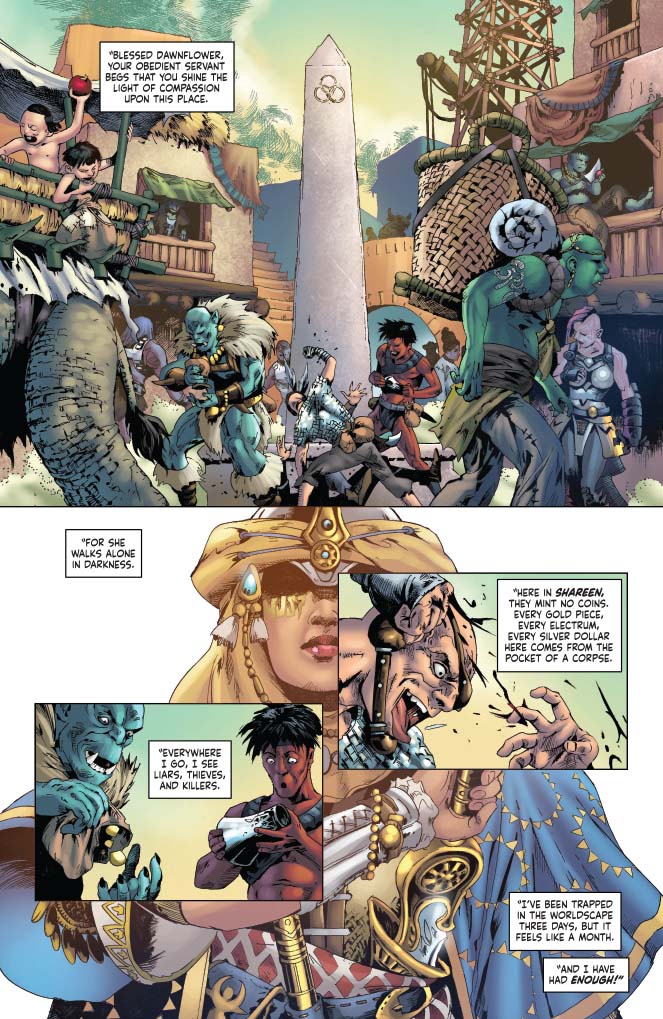 "BLESSED DAWNFLOWER,
YOUR OBEDIENT SERVANT
BEGS THAT YOU SHINE THE
LIGHT OF COMPASSION
UPON THIS PLACE.
"FOR SHE
WALKS ALONE
IN DARKNESS.
"HERE IN SHAREEN,
THEY MINT NO COINS.
EVERY GOLD PIECE,
EVERY ELECTRUM,
EVERY SILVER DOLLAR
HERE COMES FROM THE
POCKET OF A CORPSE.
"EVERYWHERE
I GO, I SEE
LIARS, THIEVES,
AND KILLERS.
"I'VE BEEN TRAPPED
IN THE WORLDSCAPE
THREE DAYS, BUT IT
FEELS LIKE A MONTH.
"AND I HAVE
HAD ENOUGH!"